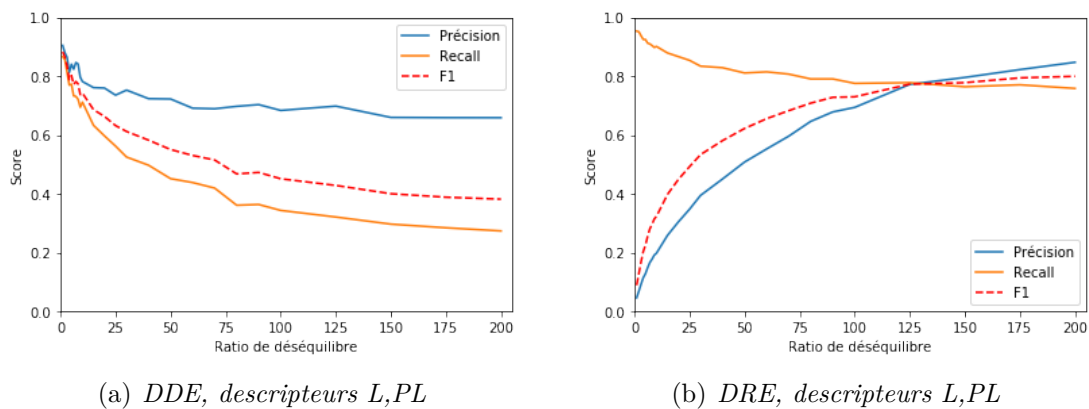 1.0
0.8
0.6
0.4
0.2
0.0
Score
0 25 50 75 100 125 150 175 200
Ratio de déséquilibre
Précision
Recall
F1
(a) DDE, descripteurs L,PL
1.0
0.8
0.6
0.4
0.2
0.0
Score
0 25 50 75 100 125 150 175 200
Ratio de déséquilibre
Précision
Recall
F1
(b) DRE, descripteurs L,PL